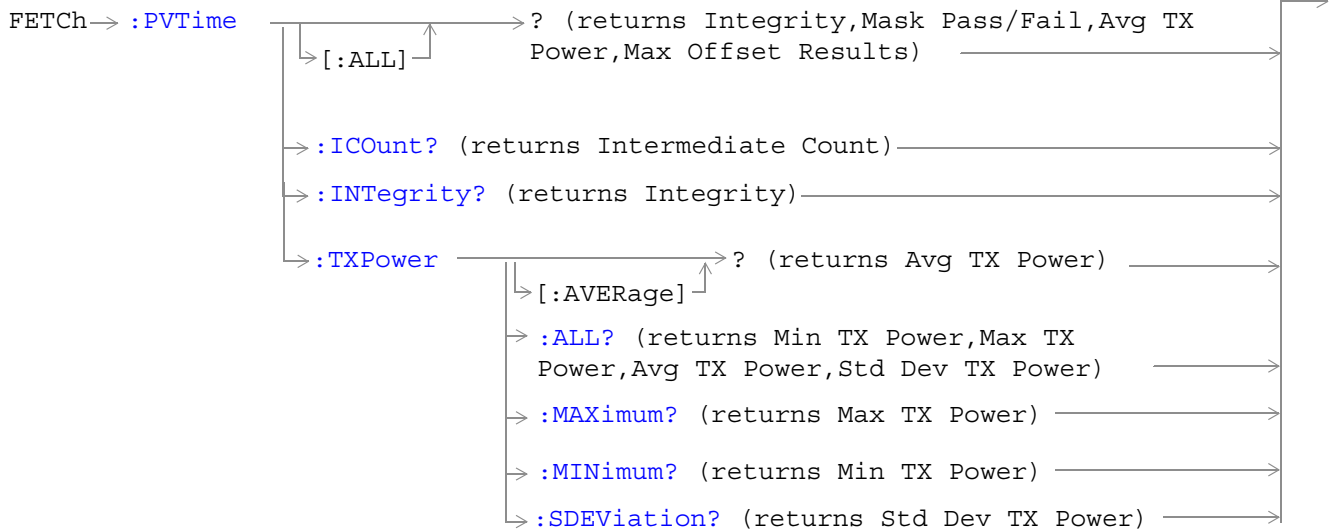 FETCh :PVTime ? (returns Integrity,Mask Pass/Fail,Avg TX
[:ALL] Power,Max Offset Results)
:ICOunt? (returns Intermediate Count)
:INTegrity? (returns Integrity)
:TXPower ? (returns Avg TX Power)
[:AVERage]
:ALL? (returns Min TX Power,Max TX
Power,Avg TX Power,Std Dev TX Power)
:MAXimum? (returns Max TX Power)
:MINimum? (returns Min TX Power)
:SDEViation? (returns Std Dev TX Power)